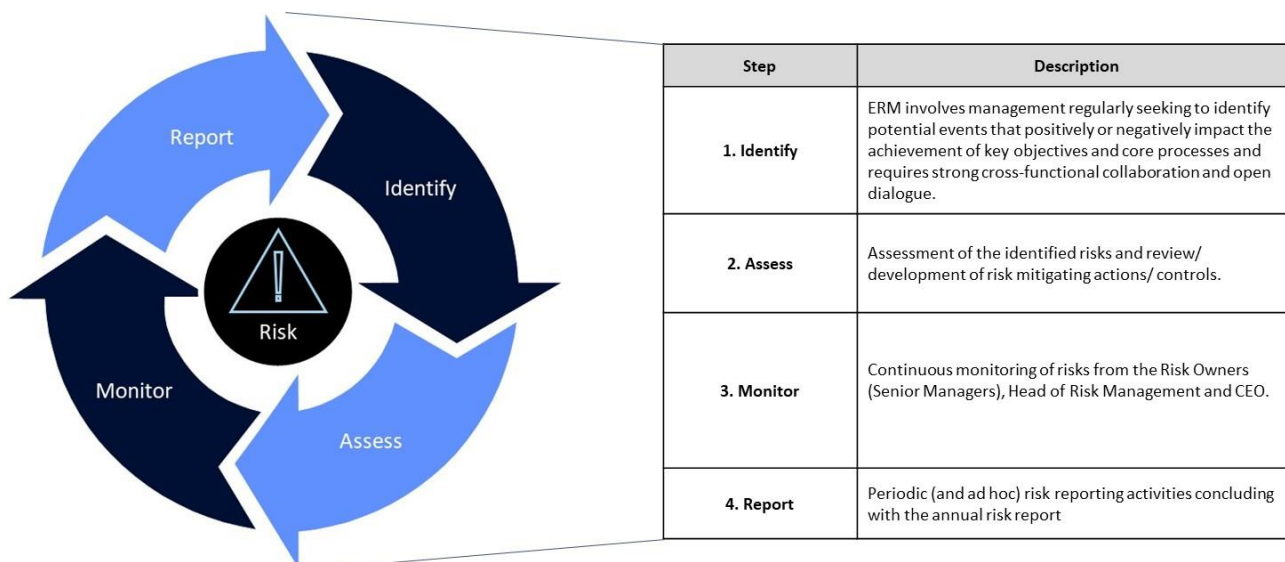 Report
Identify
Risk
Monitor
Assess
Step
Description
1. Identify
ERM involves management regularly seeking to identify
potential events that positively or negatively impact the
achievement of key objectives and core processes and
requires strong cross-functional collaboration and open
dialogue.
2. Assess
Assessment of the identified risks and review/
development of risk mitigating actions/ controls.
3. Monitor
Continuous monitoring of risks from the Risk Owners
(Senior Managers), Head of Risk Management and CEO.
4. Report
Periodic (and ad hoc) risk reporting activities concluding
with the annual risk report